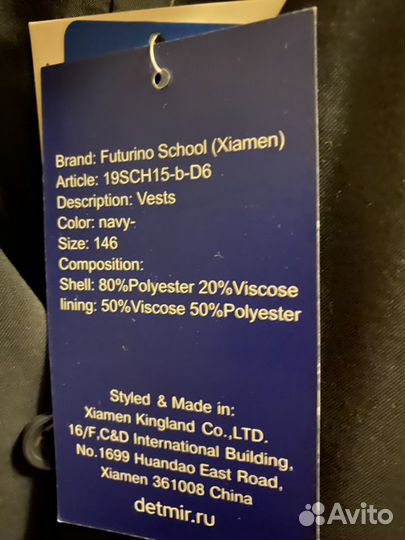 Brand: Futurino School (Xiamen)
Article: 19SCH15-b-D6
Description: Vests
Color: navy-
Size: 146
Composition:
Shell: 80%Polyester 20%Viscose
lining: 50%Viscose 50%Polyester
Styled & Made in:
Xiamen Kingland Co.,LTD.
16/F,C&D International Building,
No.1699 Huandao East Road,
Xiamen 361008 China
detmir.ru
Avito